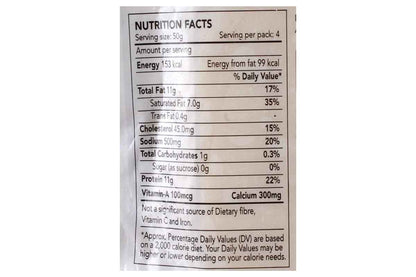 NUTRITION FACTS
Serving size: 50g Serving per pack: 4
Amount per serving
Energy 153 kcal Energy from fat 99 kcal
% Daily Value*
Total Fat 11g 17%
Saturated Fat 7.0g 35%
Trans Fat 0.4g -
Cholesterol 45.0mg 15%
Sodium 500mg 20%
Total Carbohydrates 1g 0.3%
Sugar (as sucrose) 0g 0%
Protein 11g 22%
Vitamin-A 100mcg Calcium 300mg
Not a significant source of Dietary fibre,
Vitamin C and Iron.
*Approx. Percentage Daily Values (DV) are based
on a 2,000 calorie diet. Your Daily Values may be
higher or lower depending on your calorie needs.